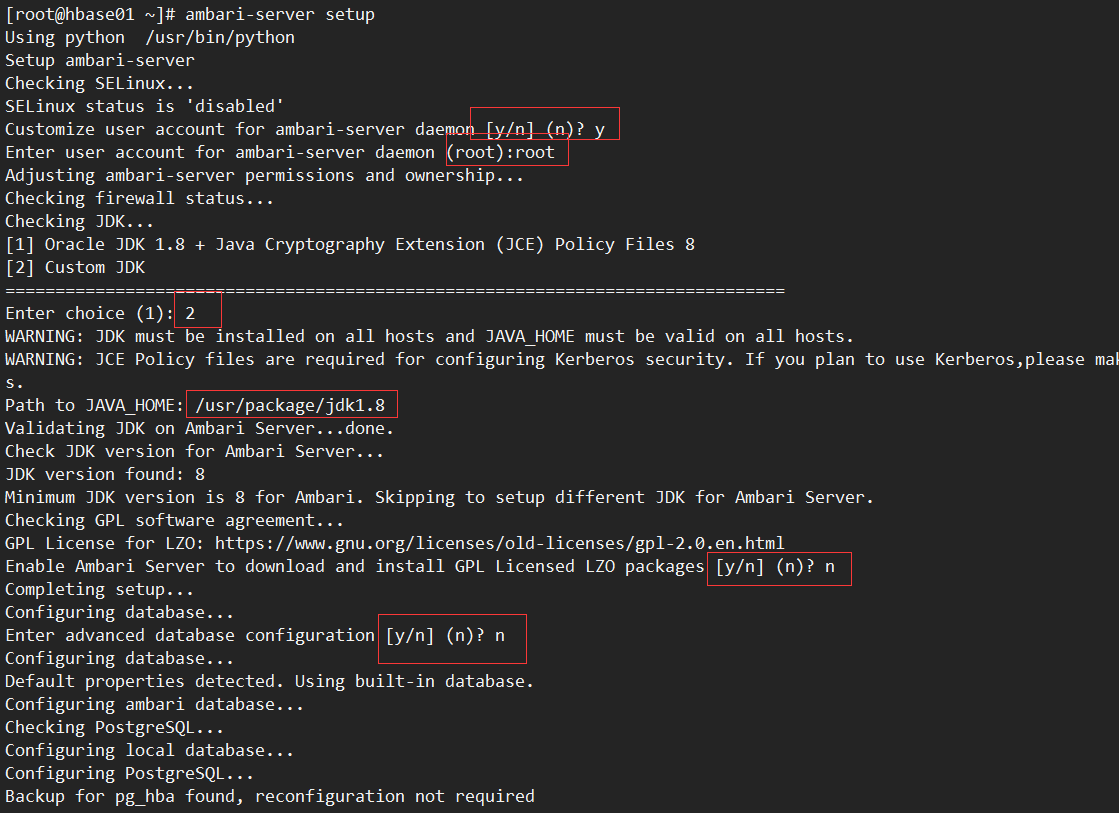 [root@hbase01 ~]# ambari-server setup
Using python  /usr/bin/python
Setup ambari-server
Checking SELinux...
SELinux status is 'disabled'
Customize user account for ambari-server daemon [y/n] (n)? y
Enter user account for ambari-server daemon (root):root
Adjusting ambari-server permissions and ownership...
Checking firewall status...
Checking JDK...
[1] Oracle JDK 1.8 + Java Cryptography Extension (JCE) Policy Files 8
[2] Custom JDK
==============================================================================
Enter choice (1): 2
WARNING: JDK must be installed on all hosts and JAVA_HOME must be valid on all hosts.
WARNING: JCE Policy files are required for configuring Kerberos security. If you plan to use Kerberos,please mak
s.
Path to JAVA_HOME: /usr/package/jdk1.8
Validating JDK on Ambari Server...done.
Check JDK version for Ambari Server...
JDK version found: 8
Minimum JDK version is 8 for Ambari. Skipping to setup different JDK for Ambari Server.
Checking GPL software agreement...
GPL License for LZO: https://www.gnu.org/licenses/old-licenses/gpl-2.0.en.html
Enable Ambari Server to download and install GPL Licensed LZO packages [y/n] (n)? n
Completing setup...
Configuring database...
Enter advanced database configuration [y/n] (n)? n
Configuring database...
Default properties detected. Using built-in database.
Configuring ambari database...
Checking PostgreSQL...
Configuring local database...
Configuring PostgreSQL...
Backup for pg_hba found, reconfiguration not required